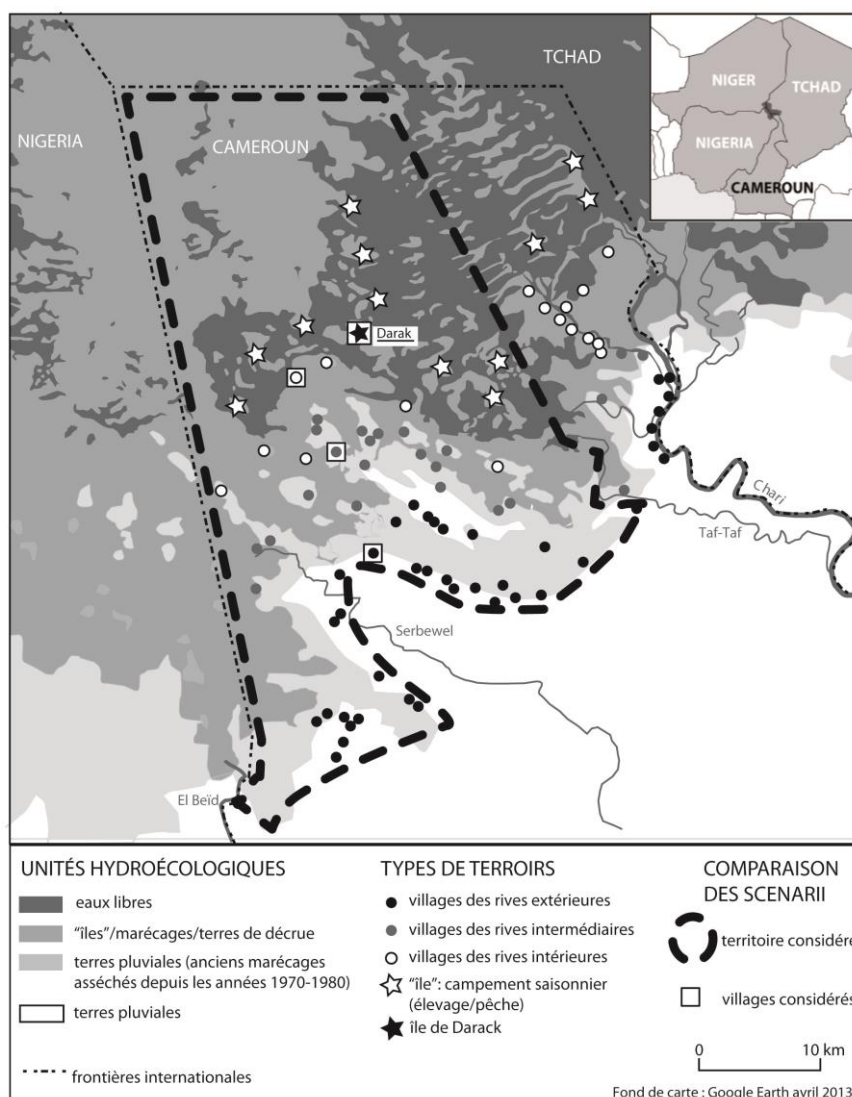 TCHAD
NIGER
TCHAD
NIGERIA
CAMEROUN
NIGERIA
CAMEROUN
Darak
Chari
Taf-Taf
Serbewel
El Beïd
UNITÉS HYDROÉCOLOGIQUES
eaux libres
"îles"/marécages/terres de décrue
terres pluviales (anciens marécages
asséchés depuis les années 1970-1980)
terres pluviales
frontières internationales
TYPES DE TERROIRS
villages des rives extérieures
villages des rives intermédiaires
villages des rives intérieures
"île": campement saisonnier
(élevage/pêche)
île de Darack
COMPARAISON
DES SCENARII
territoire considéré
villages considérés
0 10 km
Fond de carte : Google Earth avril 2013